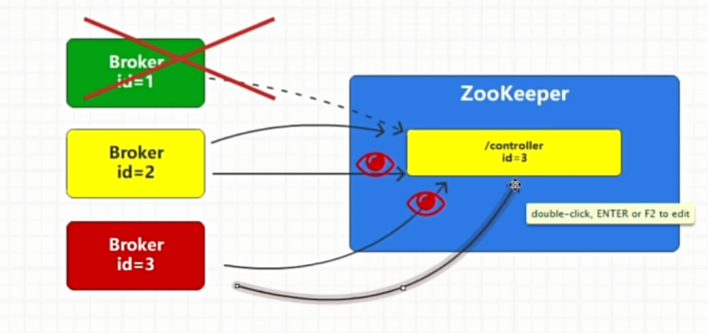 Broker
id=1
ZooKeeper
/controller
id=3
Broker
id=2
double-click, ENTER or F2 to edit
Broker
id=3